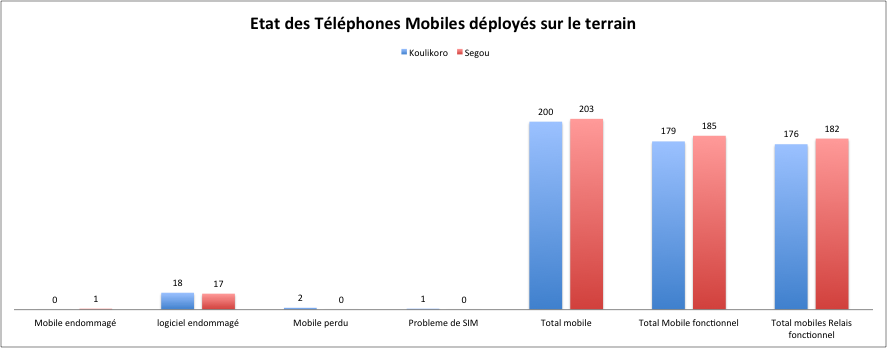 Etat des Téléphones Mobiles déployés sur le terrain
Koulikoro Segou
200 203
179 185
176 182
18 17
0 1
2 0
1 0
Mobile endommagé logiciel endommagé Mobile perdu Probleme de SIM Total mobile Total Mobile fonctionnel Total mobiles Relais
fonctionnel